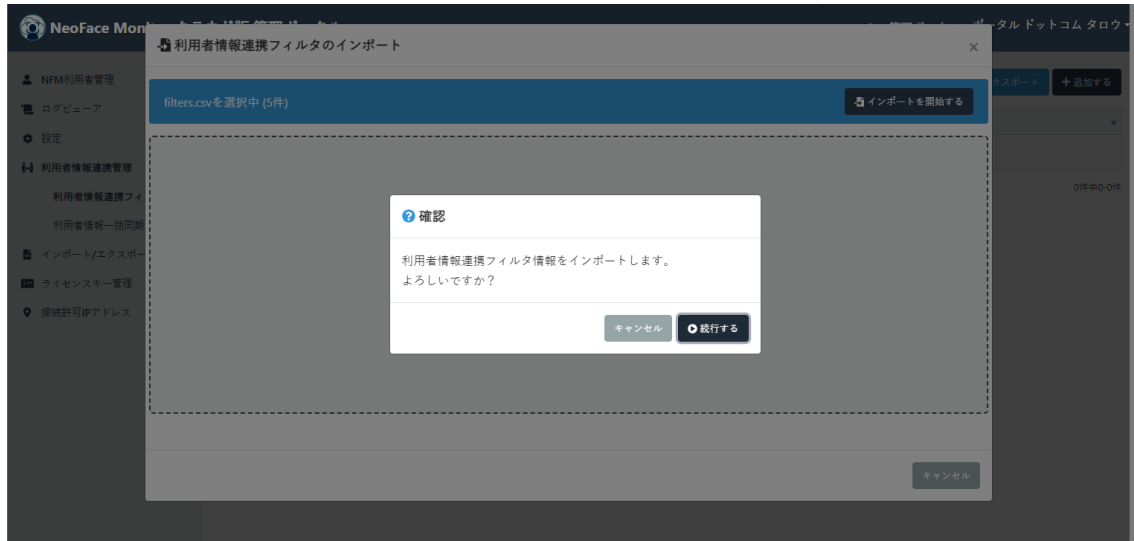 NeoFace Mon
タル ドットコム タロウ
利用者情報連携フィルタのインポート
×
NFM利用者管理
ログビューア
設定
利用者情報連携管理
利用者情報連携フィ
利用者情報一括同期
インポート/エクスポー
ライセンスキー管理
接続許可IPアドレス
クスポート
+追加する
0件中0-0件
filters.csvを選択中 (5件)
インポートを開始する
確認
利用者情報連携フィルタ情報をインポートします。
よろしいですか？
キャンセル
続行する
キャンセル